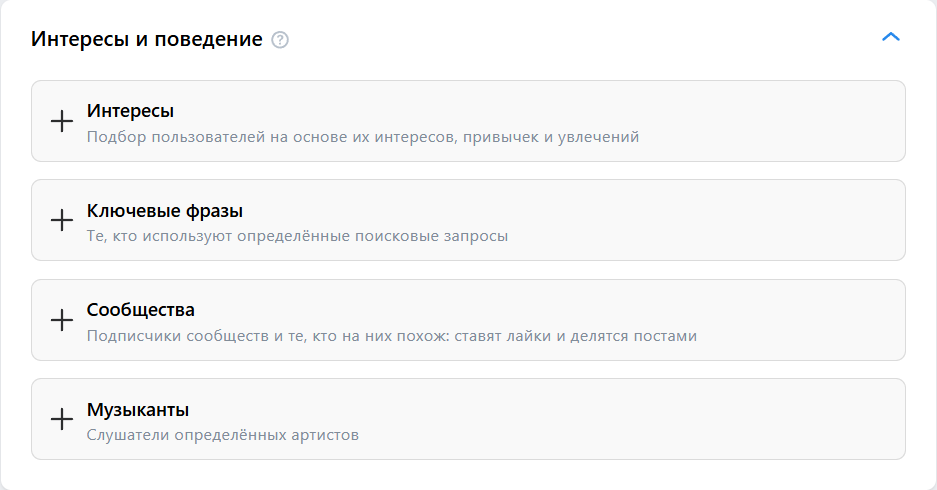 Интересы и поведение
Интересы
Подбор пользователей на основе их интересов, привычек и увлечений
Ключевые фразы
Те, кто используют определённые поисковые запросы
Сообщества
Подписчики сообществ и те, кто на них похож: ставят лайки и делятся постами
Музыканты
Слушатели определённых артистов